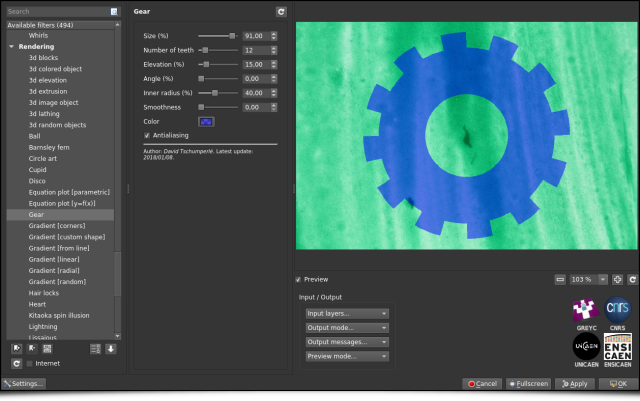 Search
Available filters (494)
Whirls
Rendering
3d blocks
3d colored object
3d elevation
3d extrusion
3d image object
3d lathing
3d random objects
Ball
Barnsley fern
Circle art
Cupid
Disco
Equation plot [parametric]
Equation plot [y=f(x)]
Gear
Gradient [corners]
Gradient [custom shape]
Gradient [from line]
Gradient [linear]
Gradient [radial]
Gradient [random]
Hair locks
Heart
Kitaoka spin illusion
Lightning
Lissajous
Internet
Settings...
Gear
Size (%) 91,00
Number of teeth 12
Elevation (%) 15,00
Angle (%) 0,00
Inner radius (%) 40,00
Smoothness 0,00
Color
Antialiasing
Author: David Tschumperlé. Latest update:
2018/01/08.
Preview
103 %
Input / Output
Input layers...
Output mode...
Output messages...
Preview mode...
GREYC
cnrs
CNRS
UNICAEN
UNICAEN
ENSI
CAEN
ENSICAEN
Cancel
Fullscreen
Apply
OK